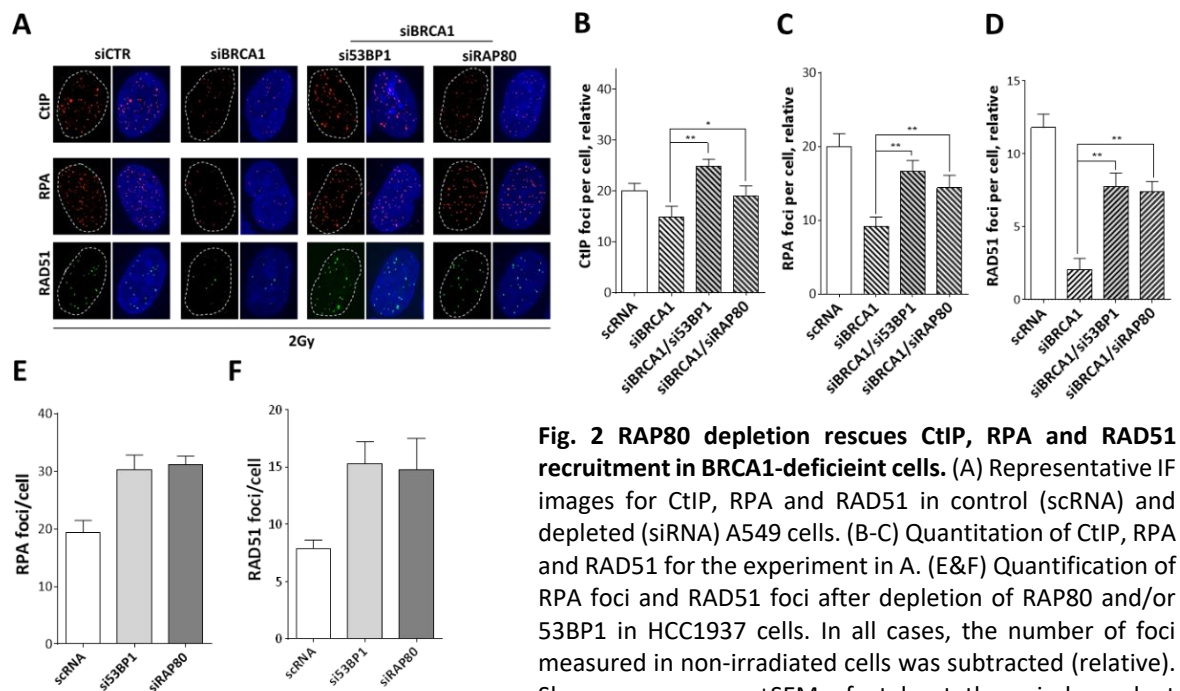 A
siBRCA1
siCTR siBRCA1 si53BP1 siRAP80
CtIP
RPA
RAD51
2Gy
B
CtIP foci per cell, relative
40
30
20
10
0
*
**
scRNA
siBRCA1
siBRCA1/si53BP1
siBRCA1/siRAP80
C
RPA foci per cell, relative
30
20
10
0
**
**
scRNA
siBRCA1
siBRCA1/si53BP1
siBRCA1/siRAP80
D
RAD51 foci per cell, relative
15
10
5
0
**
**
scRNA
siBRCA1
siBRCA1/si53BP1
siBRCA1/siRAP80
E
RPA foci/cell
40
30
20
10
0
scRNA
si53BP1
siRAP80
F
RAD51 foci/cell
20
15
10
5
0
scRNA
si53BP1
siRAP80
Fig. 2 RAP80 depletion rescues CtIP, RPA and RAD51
recruitment in BRCA1-deficieint cells. (A) Representative IF
images for CtIP, RPA and RAD51 in control (scRNA) and
depleted (siRNA) A549 cells. (B-C) Quantitation of CtIP, RPA
and RAD51 for the experiment in A. (E&F) Quantification of
RPA foci and RAD51 foci after depletion of RAP80 and/or
53BP1 in HCC1937 cells. In all cases, the number of foci
measured in non-irradiated cells was subtracted (relative).